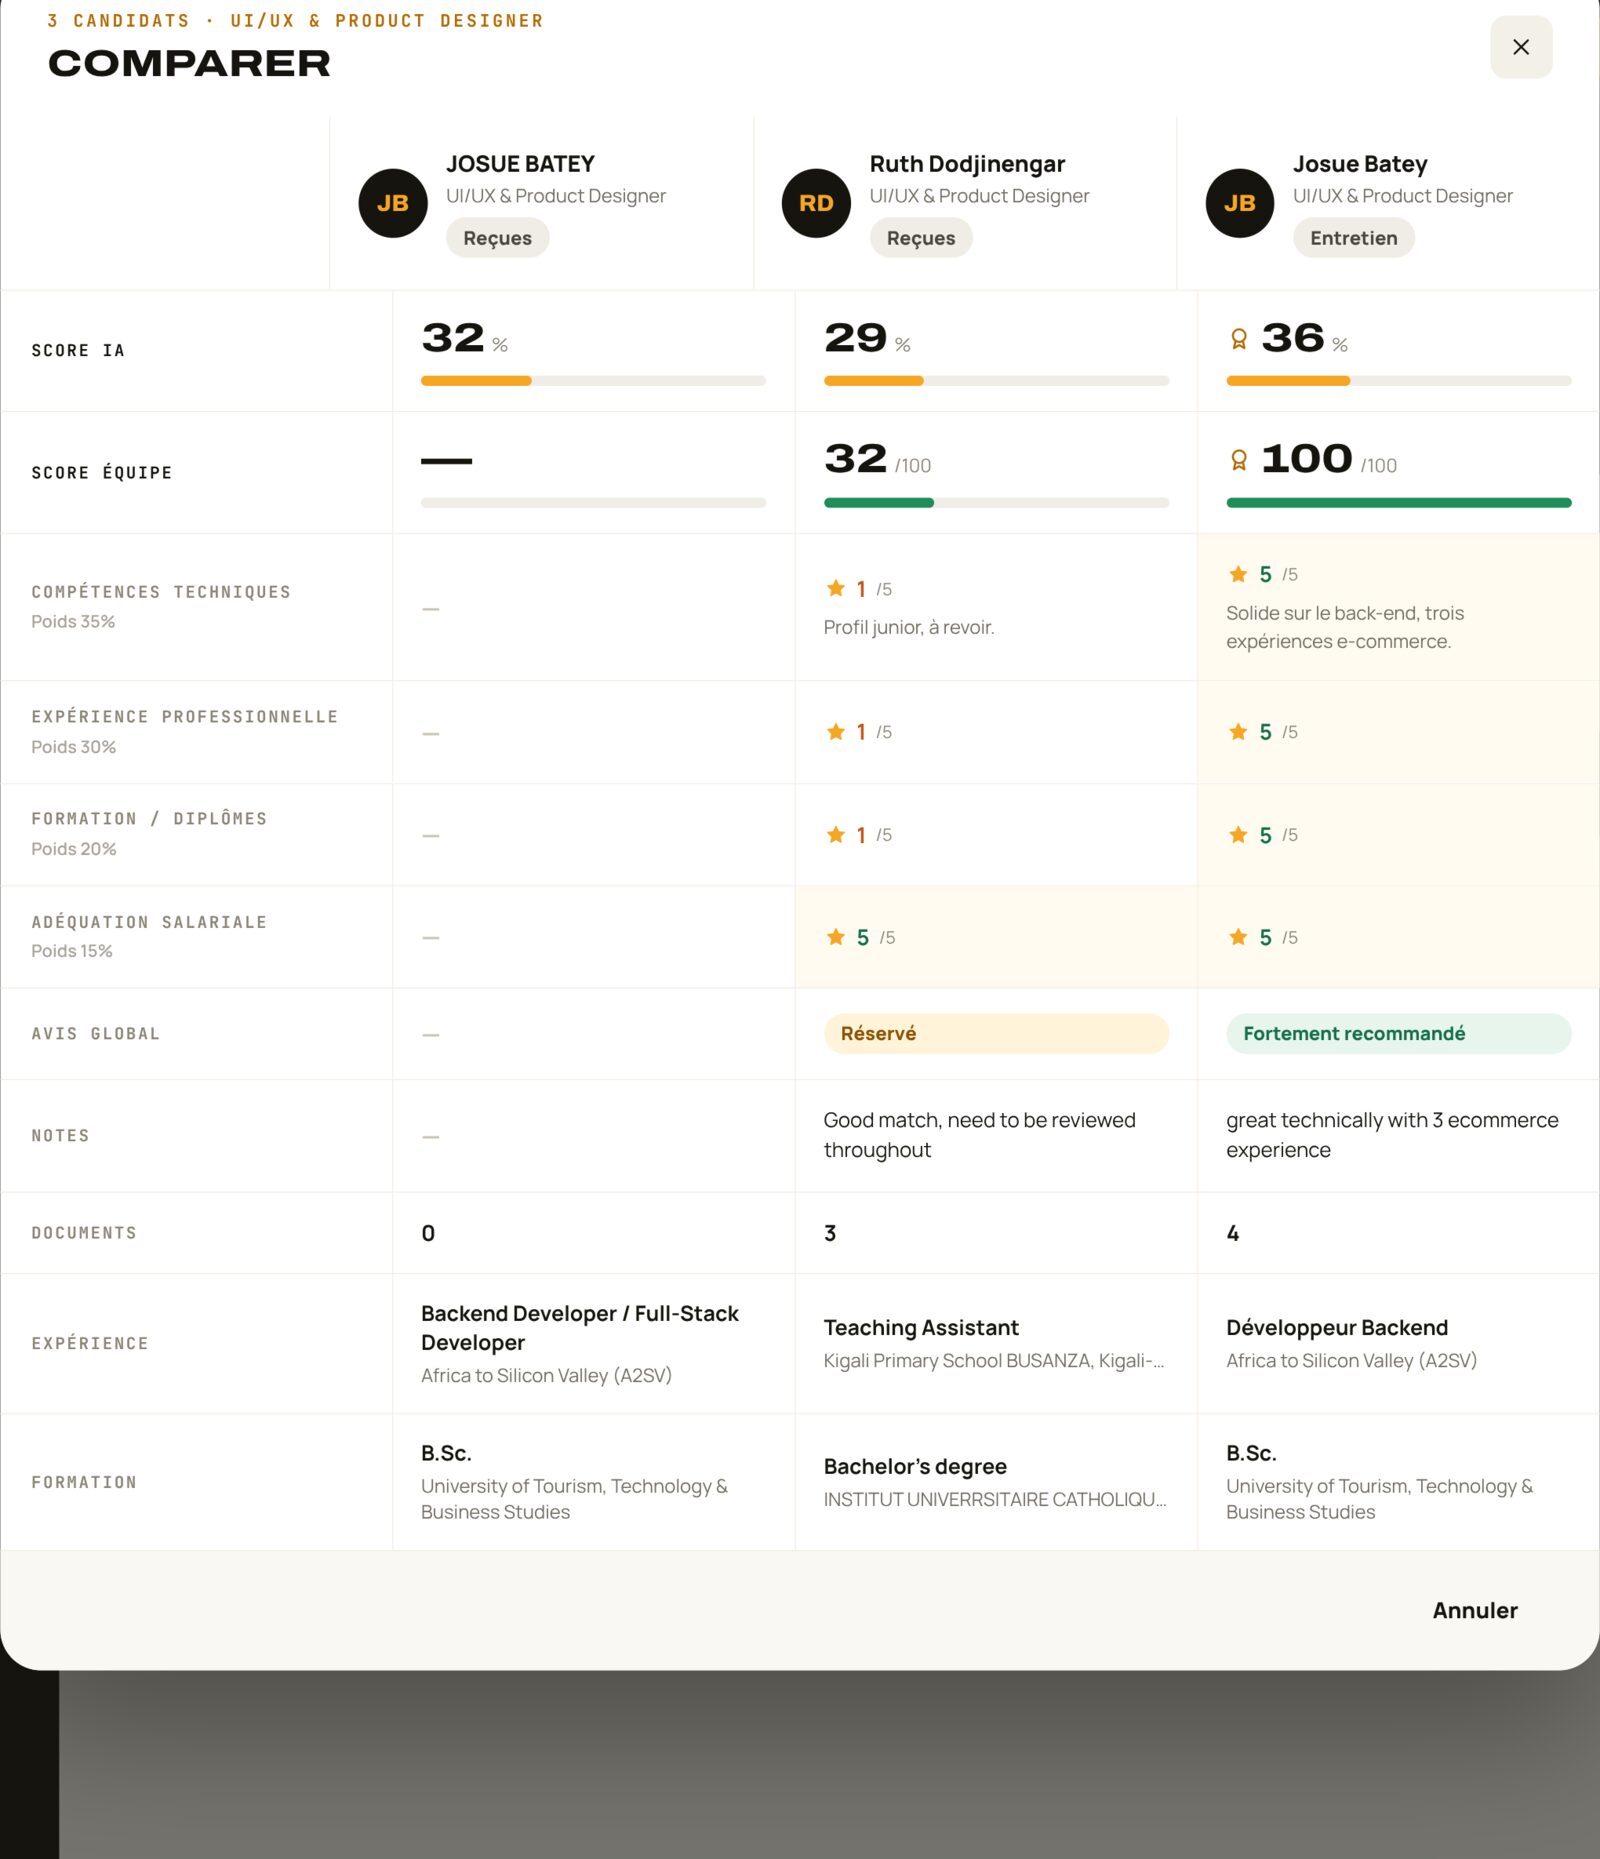 3 CANDIDATS · UI/UX & PRODUCT DESIGNER
COMPARER
JB
JOSUE BATEY
UI/UX & Product Designer
Reçues
RD
Ruth Dodjinengar
UI/UX & Product Designer
Reçues
JB
Josue Batey
UI/UX & Product Designer
Entretien
SCORE IA
32 %
29 %
36 %
SCORE ÉQUIPE
—
32 /100
100 /100
COMPÉTENCES TECHNIQUES
Poids 35%
—
1 /5
Profil junior, à revoir.
5 /5
Solide sur le back-end, trois
expériences e-commerce.
EXPÉRIENCE PROFESSIONNELLE
Poids 30%
—
1 /5
5 /5
FORMATION / DIPLÔMES
Poids 20%
—
1 /5
5 /5
ADÉQUATION SALARIALE
Poids 15%
—
5 /5
5 /5
AVIS GLOBAL
—
Réservé
Fortement recommandé
NOTES
—
Good match, need to be reviewed
throughout
great technically with 3 ecommerce
experience
DOCUMENTS
0
3
4
EXPÉRIENCE
Backend Developer / Full-Stack
Developer
Africa to Silicon Valley (A2SV)
Teaching Assistant
Kigali Primary School BUSANZA, Kigali-...
Développeur Backend
Africa to Silicon Valley (A2SV)
FORMATION
B.Sc.
University of Tourism, Technology &
Business Studies
Bachelor's degree
INSTITUT UNIVERRSITAIRE CATHOLIQU...
B.Sc.
University of Tourism, Technology &
Business Studies
Annuler